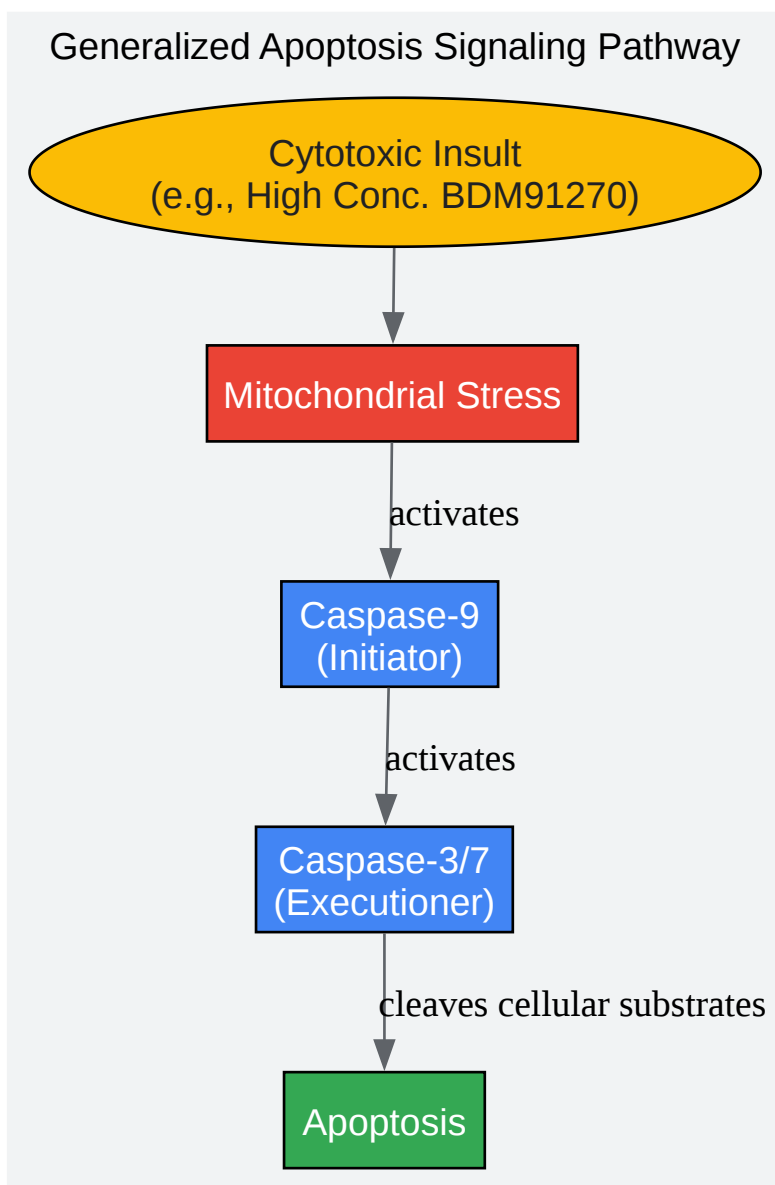 Generalized Apoptosis Signaling Pathway
Cytotoxic Insult
(e.g., High Conc. BDM91270)
Mitochondrial Stress
activates
Caspase-9
(Initiator)
activates
Caspase-3/7
(Executioner)
cleaves cellular substrates
Apoptosis